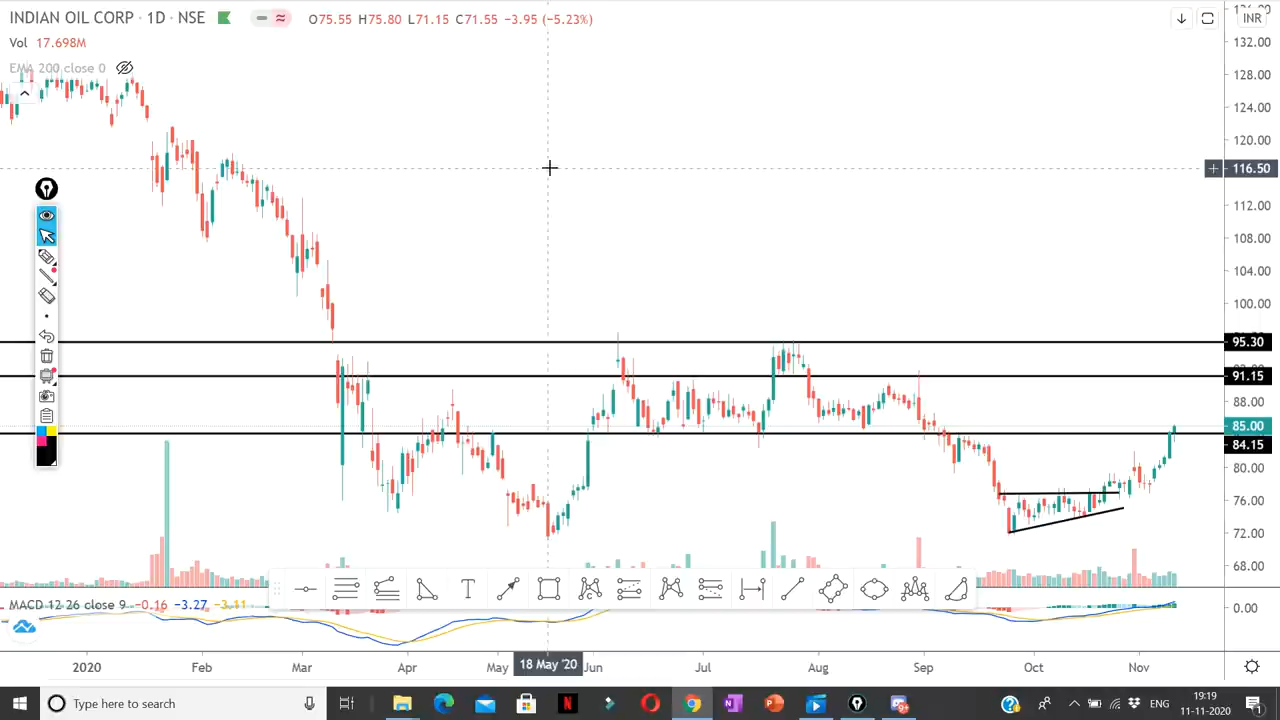 INDIAN OIL CORP · 1D · NSE O75.55 H75.80 L71.15 C71.55 -3.95 (-5.23%) INR
Vol 17.698M
EMA 200 close 0
132.00
128.00
124.00
120.00
116.50
112.00
108.00
104.00
100.00
95.30
91.15
88.00
85.00
84.15
80.00
76.00
72.00
68.00
T
MACD 12 26 close 9 -0.16 -3.27 -3.11 0.00
2020 Feb Mar Apr May 18 May '20 Jun Jul Aug Sep Oct Nov
Type here to search ENG 19:19
11-11-2020